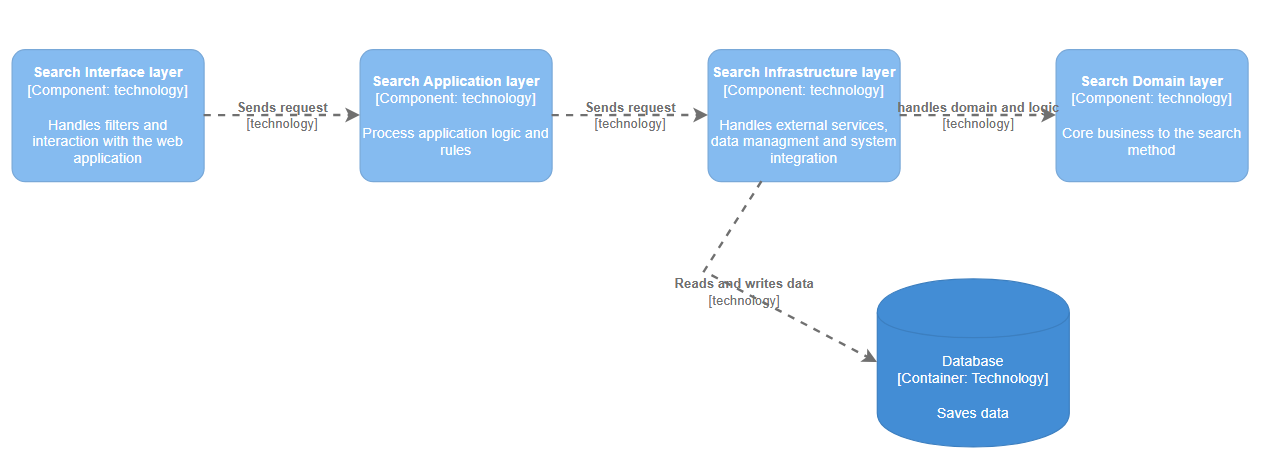 Search Interface layer
[Component: technology]
Handles filters and
interaction with the web
application
Sends request
[technology]
Search Application layer
[Component: technology]
Process application logic and
rules
Sends request
[technology]
Search Infrastructure layer
[Component: technology]
Handles external services,
data managment and system
integration
handles domain and logic
[technology]
Search Domain layer
[Component: technology]
Core business to the search
method
Reads and writes data
[technology]
Database
[Container: Technology]
Saves data